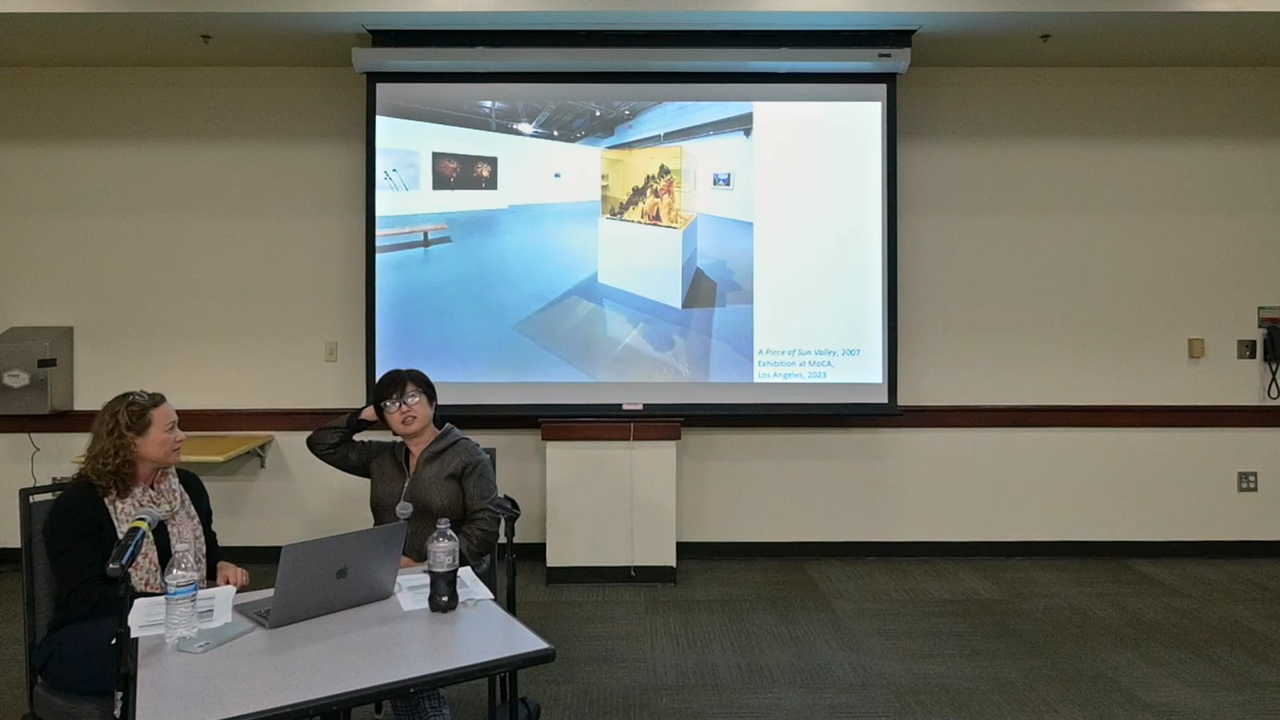 A Piece of Sun Valley, 2007
Exhibition at MoCA,
Los Angeles, 2023